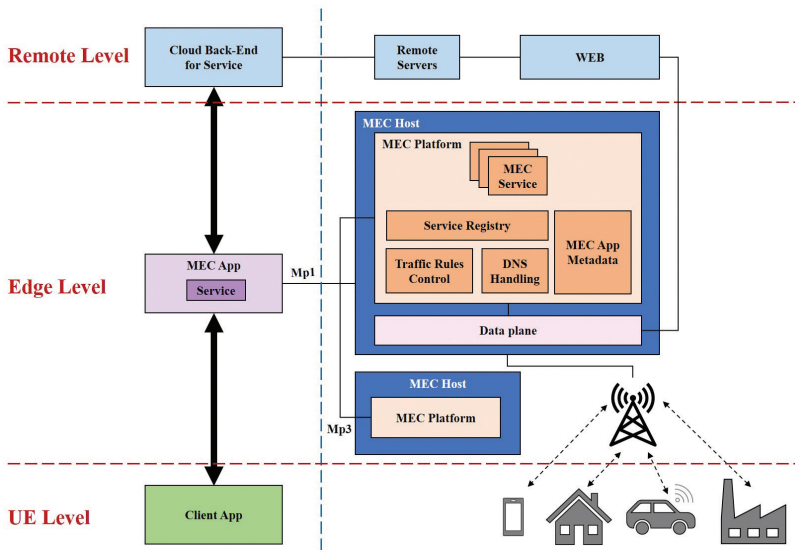 Remote Level
Cloud Back-End
for Service
Remote
Servers
WEB
MEC Host
MEC Platform
MEC
Service
Service Registry
Traffic Rules
Control
DNS
Handling
MEC App
Metadata
Data plane
Edge Level
MEC App
Service
Mp1
MEC Host
MEC Platform
Mp3
UE Level
Client App